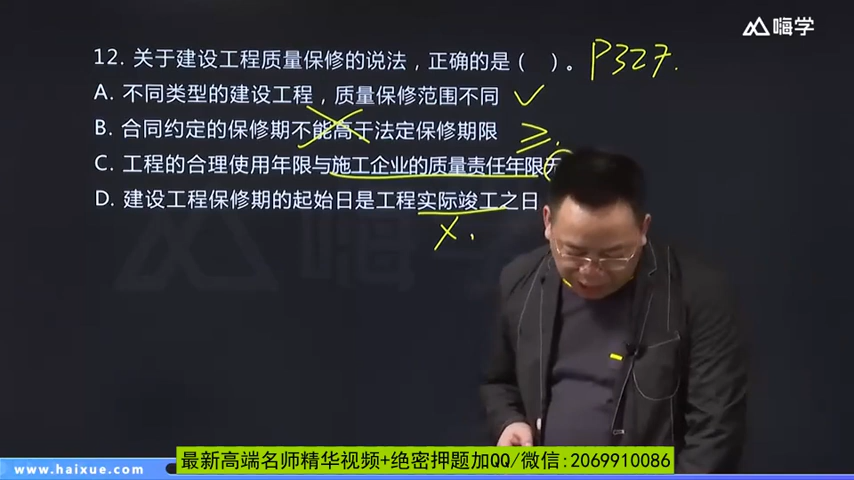 嗨学
12. 关于建设工程质量保修的说法，正确的是（ ）。P327.
A. 不同类型的建设工程，质量保修范围不同
B. 合同约定的保修期不能高于法定保修期限 ≥.
C. 工程的合理使用年限与施工企业的质量责任年限无
D. 建设工程保修期的起始日是工程实际竣工之日
X.
嗨学
www.haixue.com
最新高端名师精华视频+绝密押题加QQ/微信:2069910086